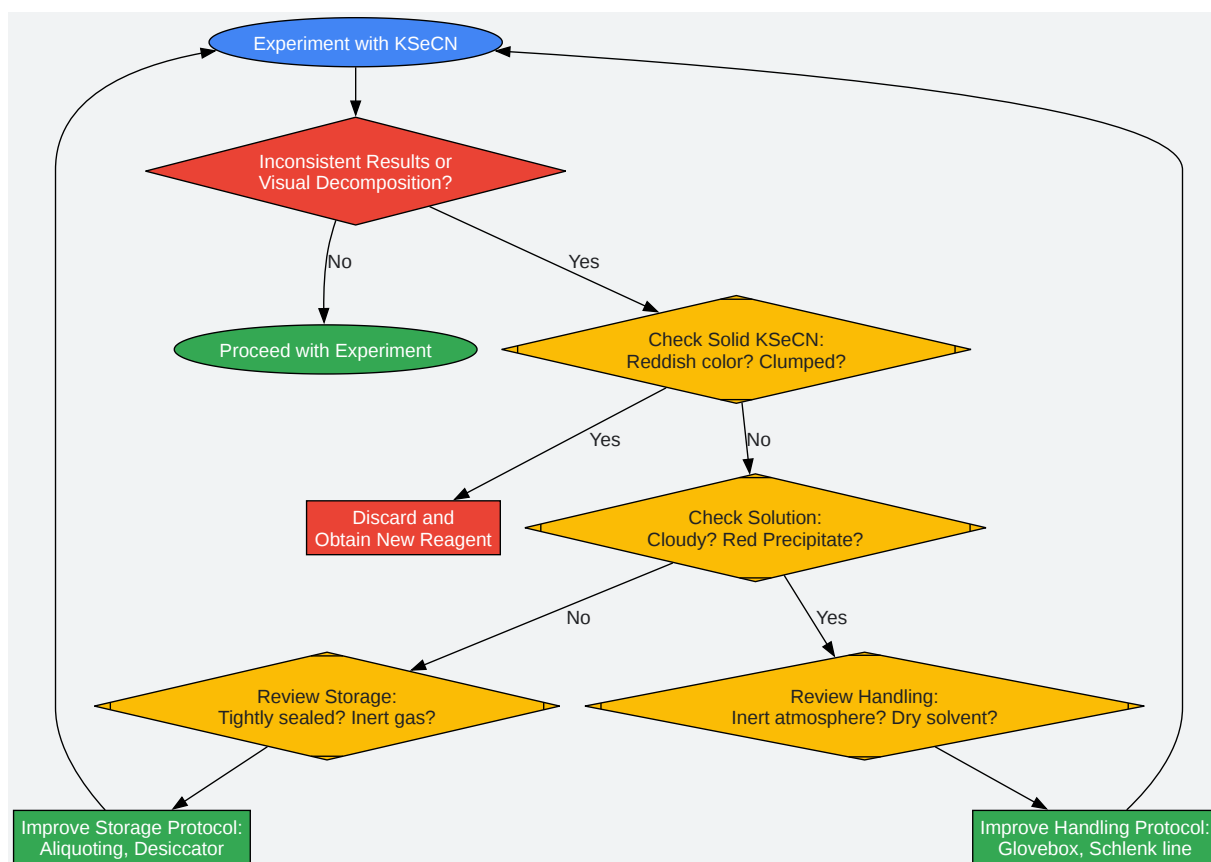 Experiment with KSeCN
Inconsistent Results or
Visual Decomposition?
No
Yes
Proceed with Experiment
Check Solid KSeCN:
Reddish color? Clumped?
Yes
No
Discard and
Obtain New Reagent
Check Solution:
Cloudy? Red Precipitate?
No
Yes
Review Storage:
Tightly sealed? Inert gas?
Review Handling:
Inert atmosphere? Dry solvent?
Improve Storage Protocol:
Aliquoting, Desiccator
Improve Handling Protocol:
Glovebox, Schlenk line